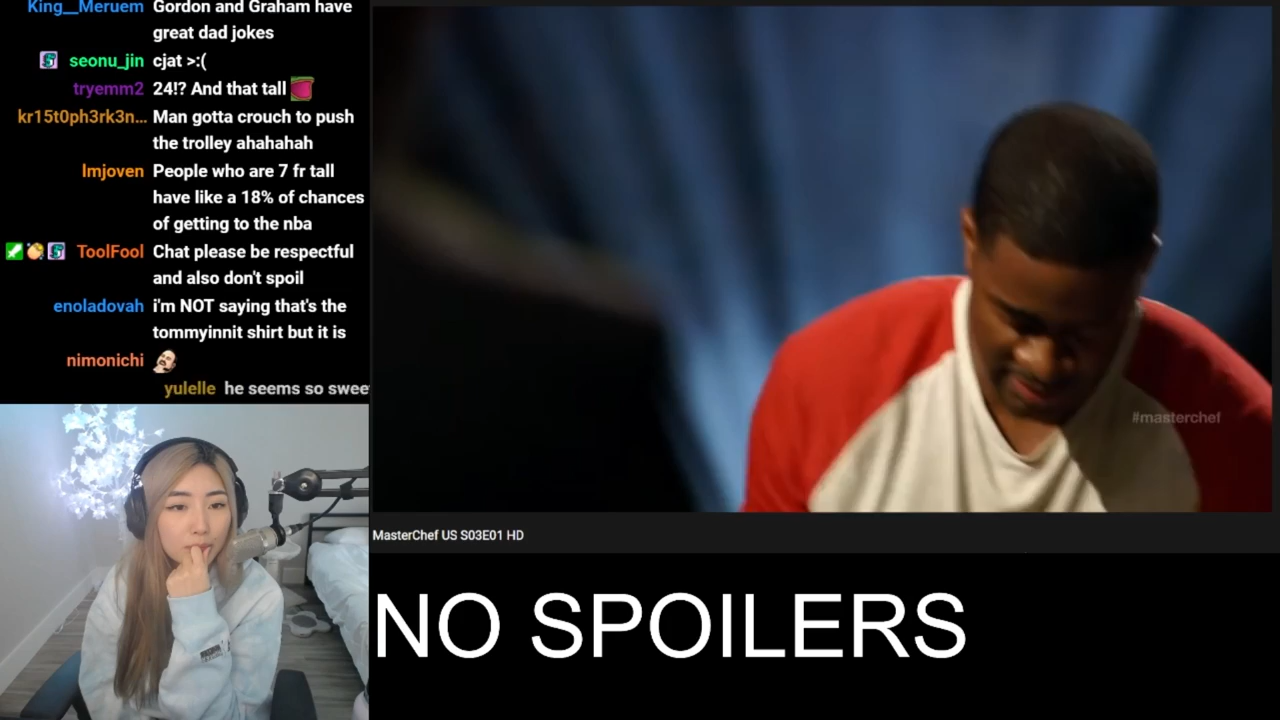 King__Meruem Gordon and Graham have
great dad jokes
seonu_jin cjat >:(
tryemm2 24!? And that tall
kr15t0ph3rk3n... Man gotta crouch to push
the trolley ahahahah
lmjoven People who are 7 fr tall
have like a 18% of chances
of getting to the nba
ToolFool Chat please be respectful
and also don't spoil
enoladovah i'm NOT saying that's the
tommyinnit shirt but it is
nimonichi
yulelle he seems so swee
#masterchef
MasterChef US S03E01 HD
NO SPOILERS